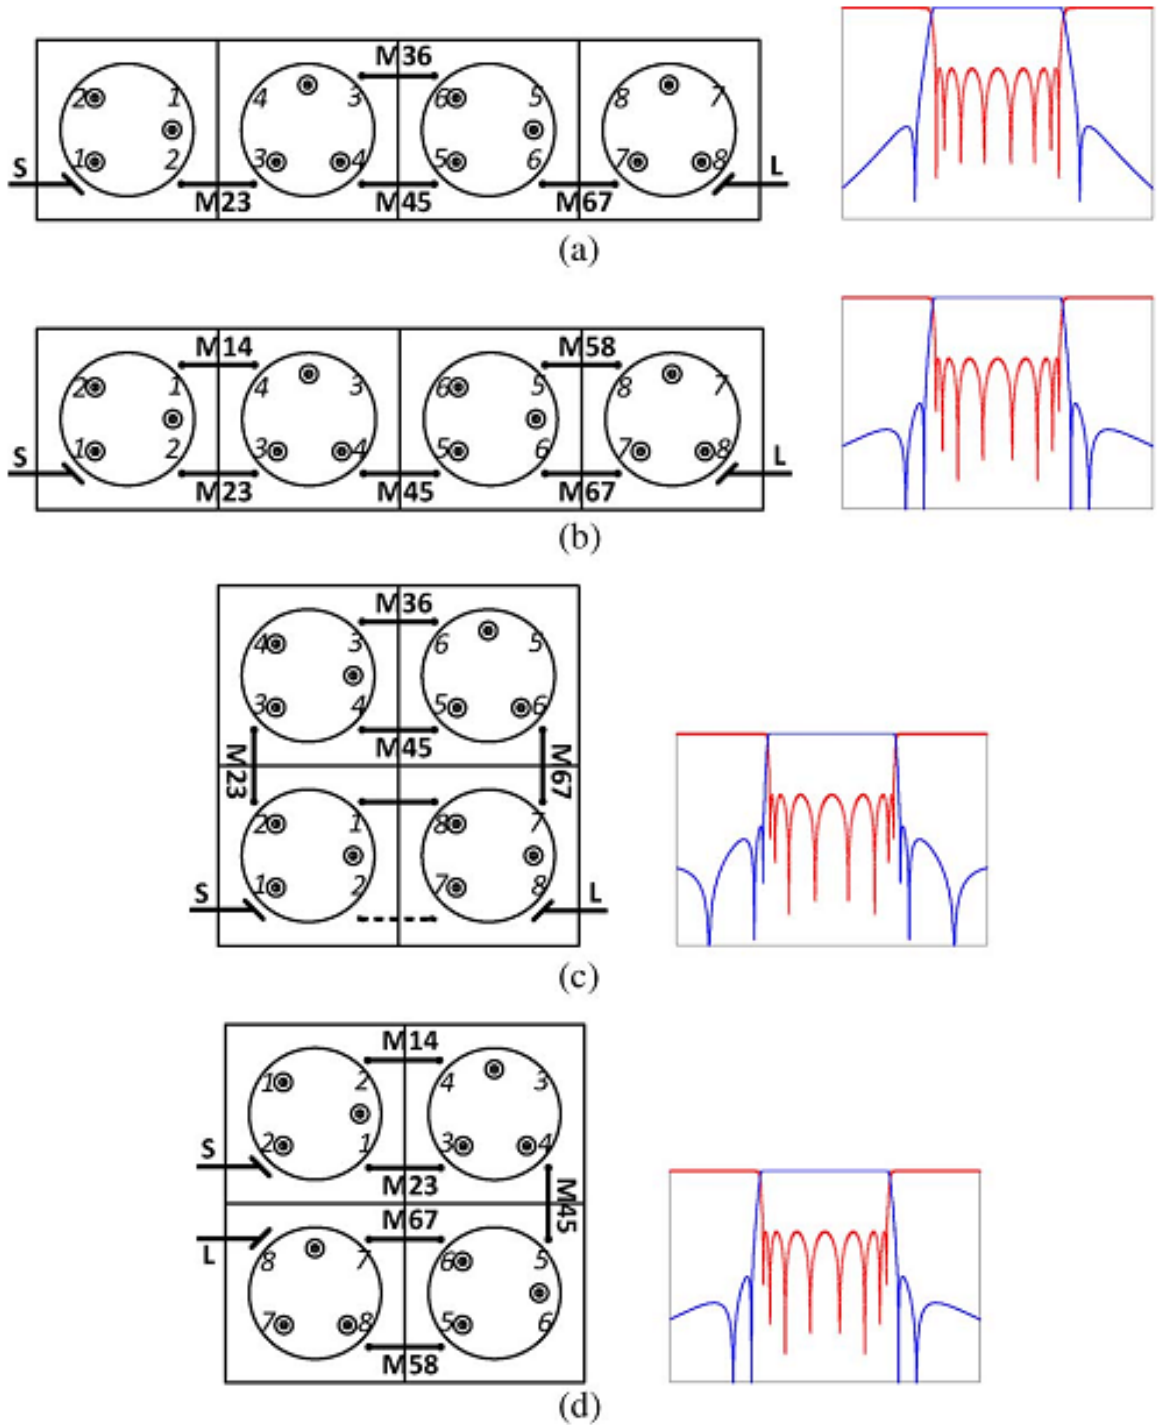 M36
2 1 4 3 6 5 8 7
1 2 3 4 5 6 7 8
S L
M23 M45 M67
(a)
M14 M58
2 1 4 3 6 5 8 7
1 2 3 4 5 6 7 8
S L
M23 M45 M67
(b)
M36
4 3 6 5
3 4 5 6
M45
M23 M67
2 1 8 7
1 2 7 8
S L
(c)
M14
1 2 4 3
2 1 3 4
S
M23
M45
M67
L
8 7 6 5
7 8 5 6
M58
(d)